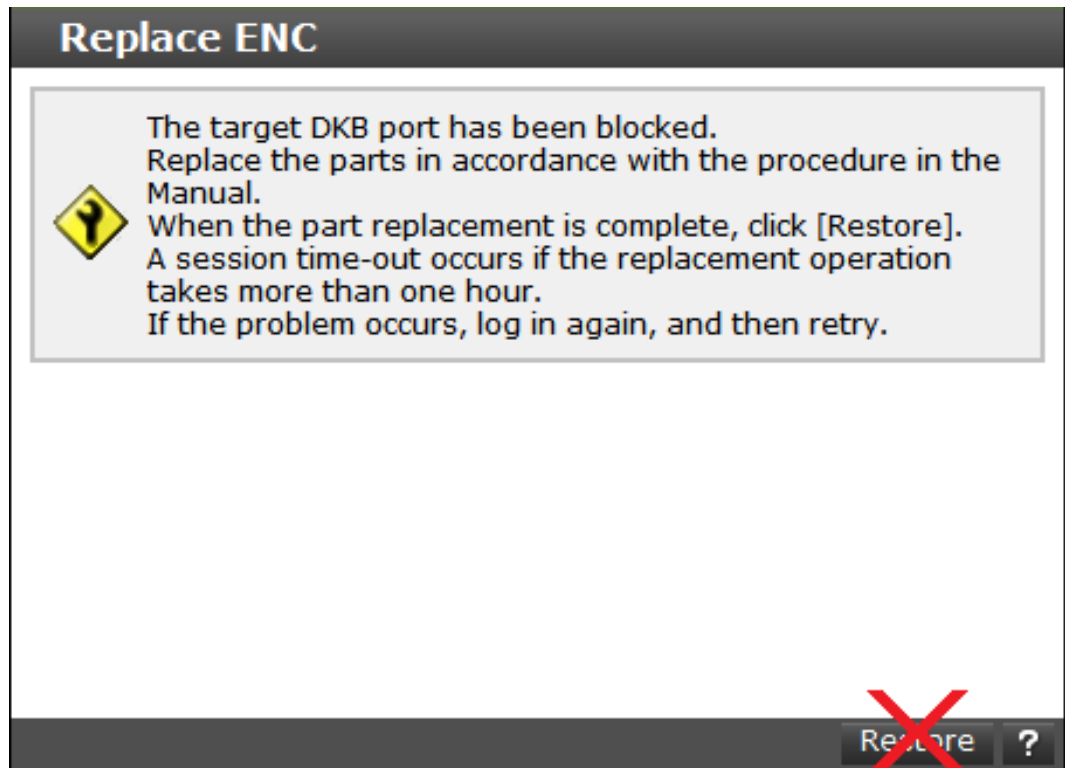 Replace ENC
The target DKB port has been blocked.
Replace the parts in accordance with the procedure in the
Manual.
When the part replacement is complete, click [Restore].
A session time-out occurs if the replacement operation
takes more than one hour.
If the problem occurs, log in again, and then retry.
Restore ?